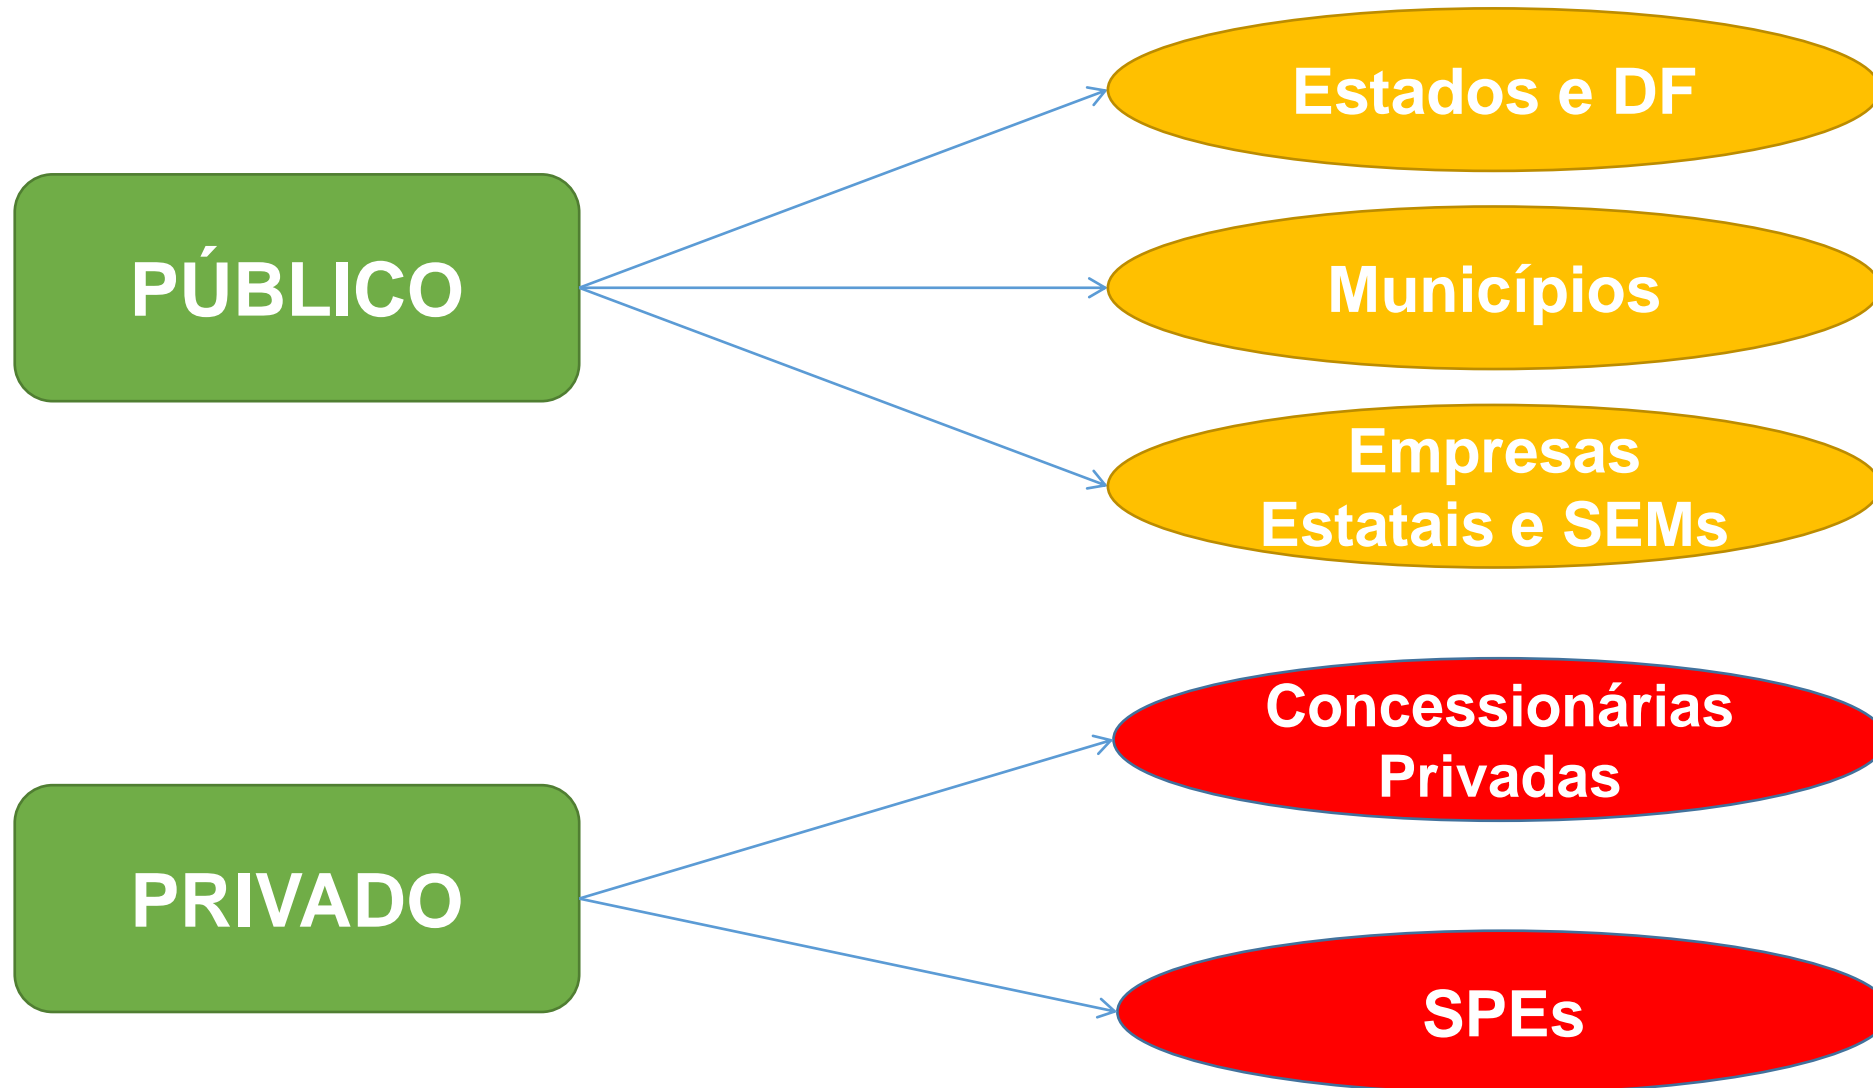 Estados e DF
PÚBLICO
Municípios
Empresas
Estatais e SEMs
Concessionárias
Privadas
PRIVADO
SPEs